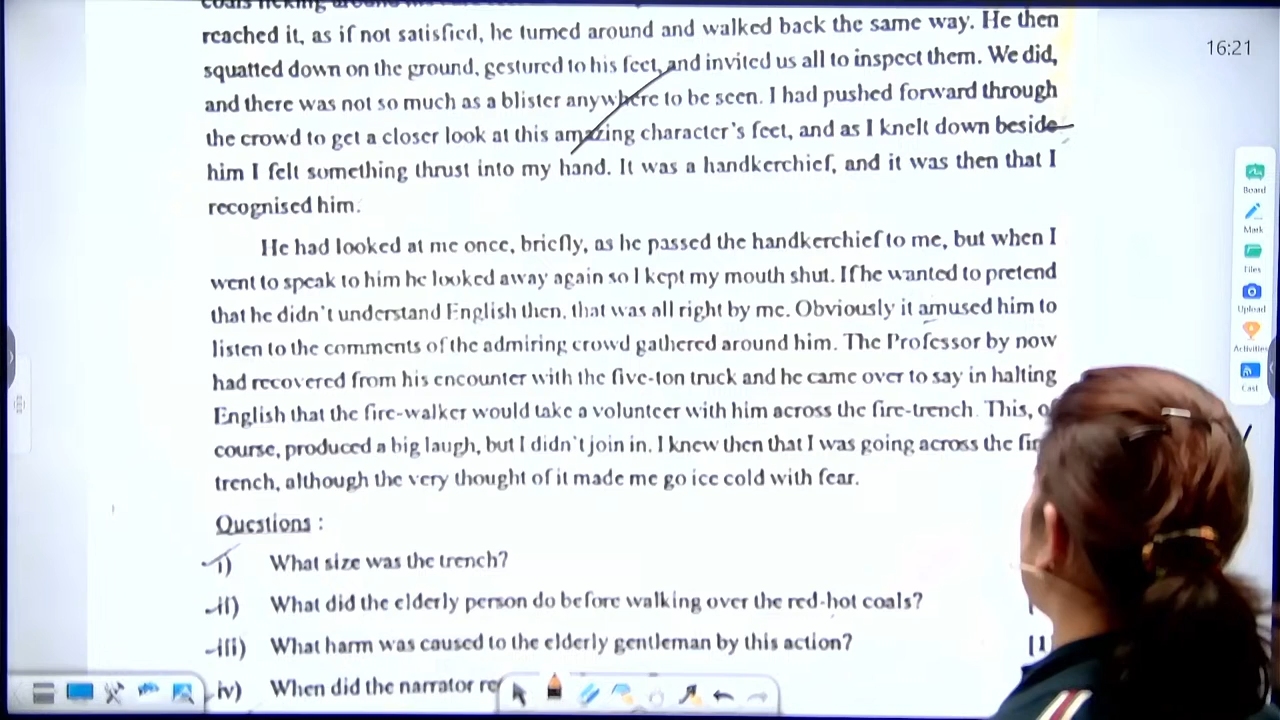 coals licking around
reached it, as if not satisfied, he turned around and walked back the same way. He then
squatted down on the ground, gestured to his feet, and invited us all to inspect them. We did,
and there was not so much as a blister anywhere to be seen. I had pushed forward through
the crowd to get a closer look at this amazing character's feet, and as I knelt down beside
him I felt something thrust into my hand. It was a handkerchief, and it was then that I
recognised him.
He had looked at me once, briefly, as he passed the handkerchief to me, but when I
went to speak to him he looked away again so I kept my mouth shut. If he wanted to pretend
that he didn't understand English then, that was all right by me. Obviously it amused him to
listen to the comments of the admiring crowd gathered around him. The Professor by now
had recovered from his encounter with the five-ton truck and he came over to say in halting
English that the fire-walker would take a volunteer with him across the fire-trench. This,
course, produced a big laugh, but I didn't join in. I knew then that I was going across the
trench, although the very thought of it made me go ice cold with fear.
Questions :
i) What size was the trench?
ii) What did the elderly person do before walking over the red-hot coals?
iii) What harm was caused to the elderly gentleman by this action? [1]
iv) When did the narrator
16:21
Board
Mark
Files
Upload
Activities
Cast